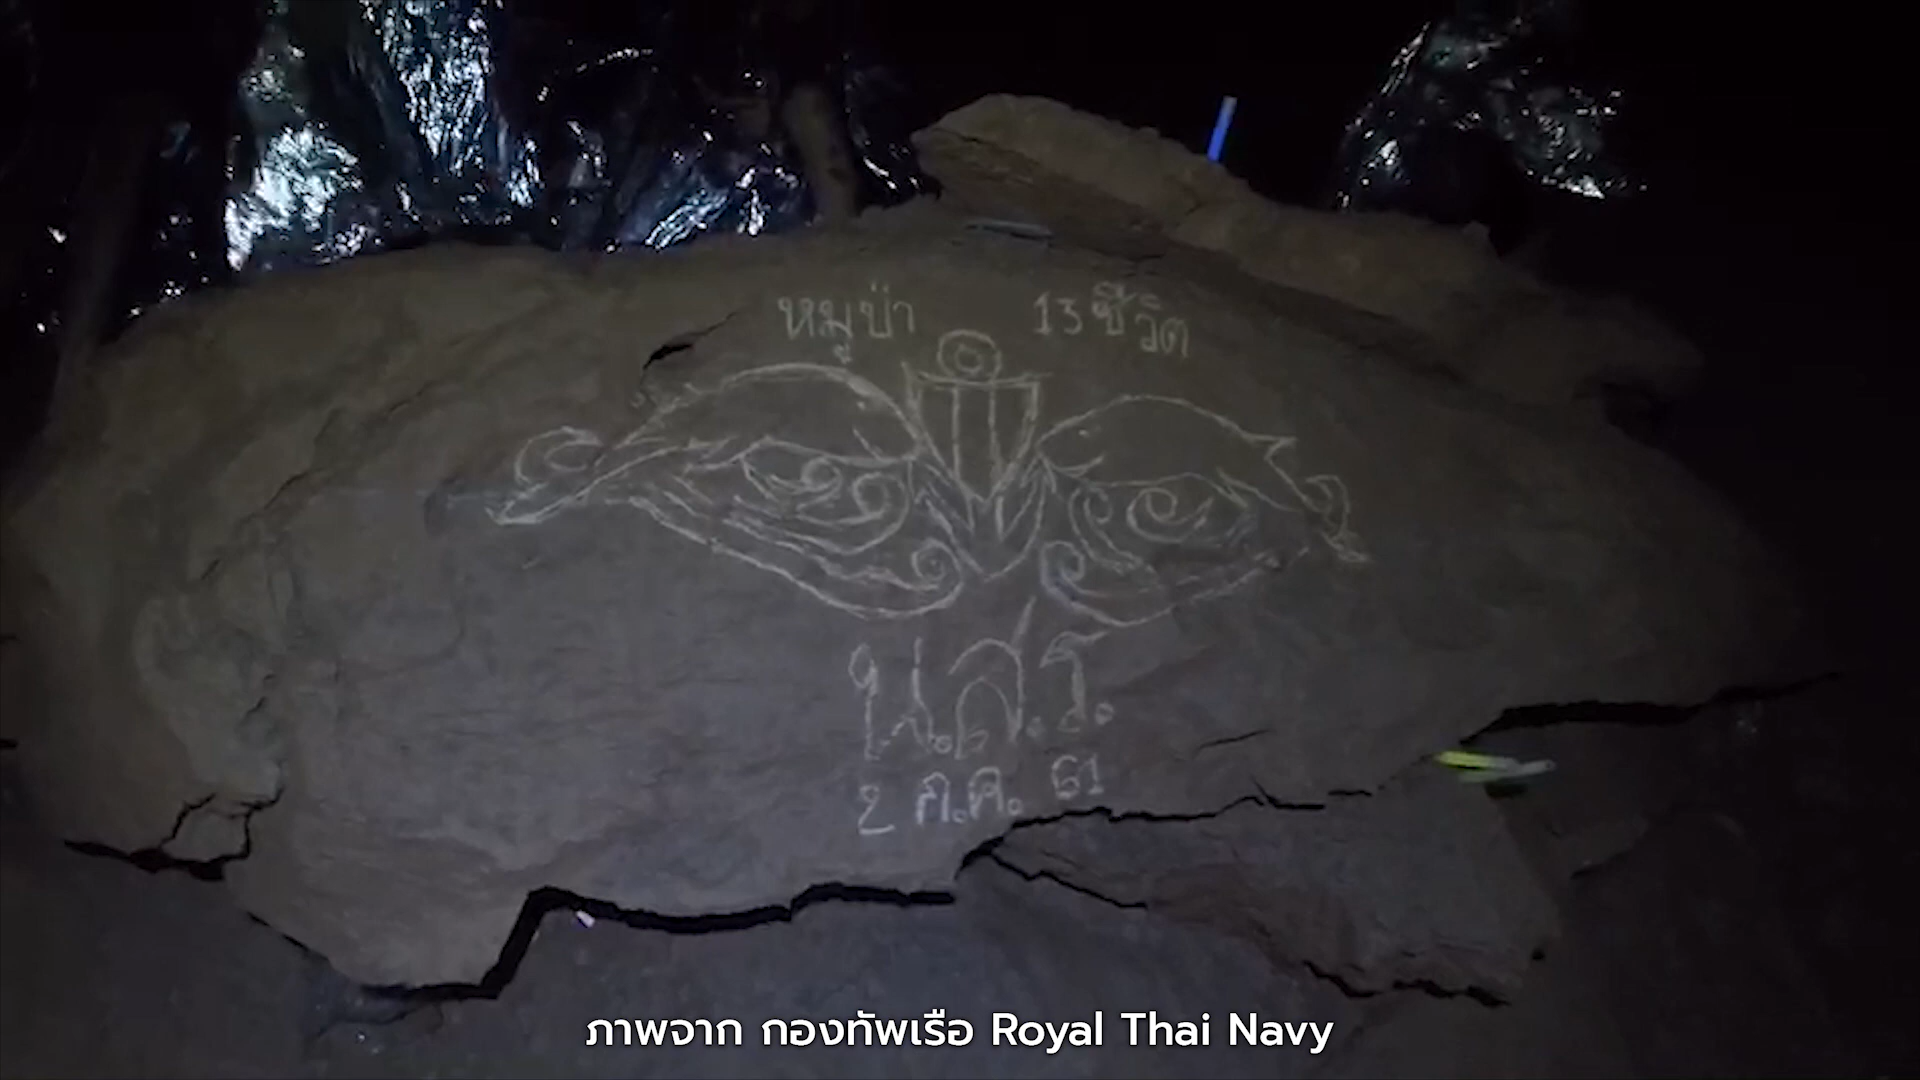 หมูป่า 13 ชีวิต
นสร.
2 ก.ค. 61
ภาพจาก กองทัพเรือ Royal Thai Navy